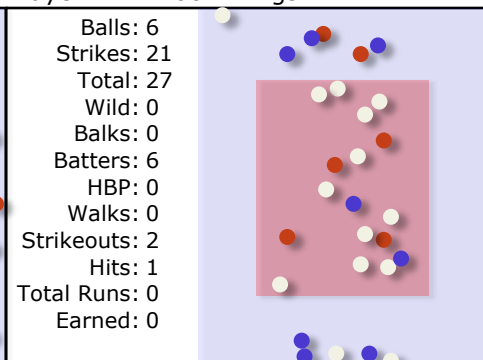 Balls: 6
Strikes: 21
Total: 27
Wild: 0
Balks: 0
Batters: 6
HBP: 0
Walks: 0
Strikeouts: 2
Hits: 1
Total Runs: 0
Earned: 0